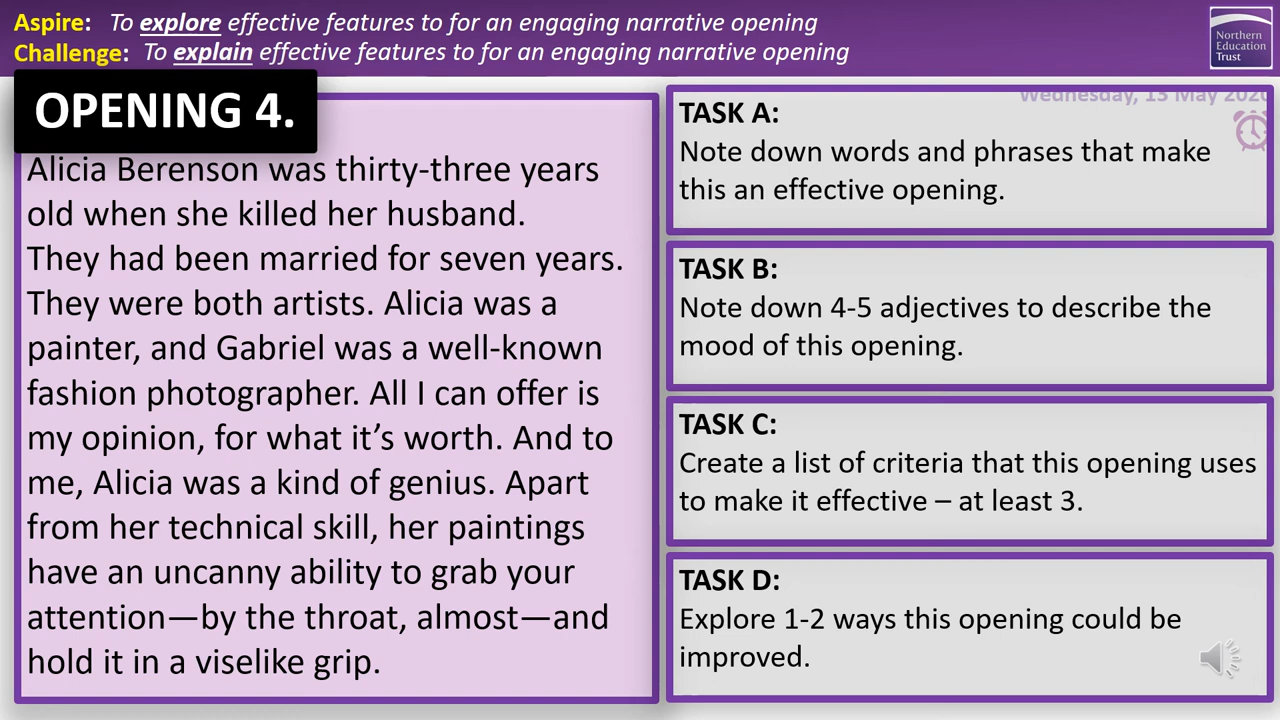 Aspire: To explore effective features to for an engaging narrative opening
Challenge: To explain effective features to for an engaging narrative opening
Northern
Education
Trust
OPENING 4.
Alicia Berenson was thirty-three years
old when she killed her husband.
They had been married for seven years.
They were both artists. Alicia was a
painter, and Gabriel was a well-known
fashion photographer. All I can offer is
my opinion, for what it’s worth. And to
me, Alicia was a kind of genius. Apart
from her technical skill, her paintings
have an uncanny ability to grab your
attention—by the throat, almost—and
hold it in a viselike grip.
Wednesday, 13 May 2020
TASK A:
Note down words and phrases that make
this an effective opening.
TASK B:
Note down 4-5 adjectives to describe the
mood of this opening.
TASK C:
Create a list of criteria that this opening uses
to make it effective – at least 3.
TASK D:
Explore 1-2 ways this opening could be
improved.